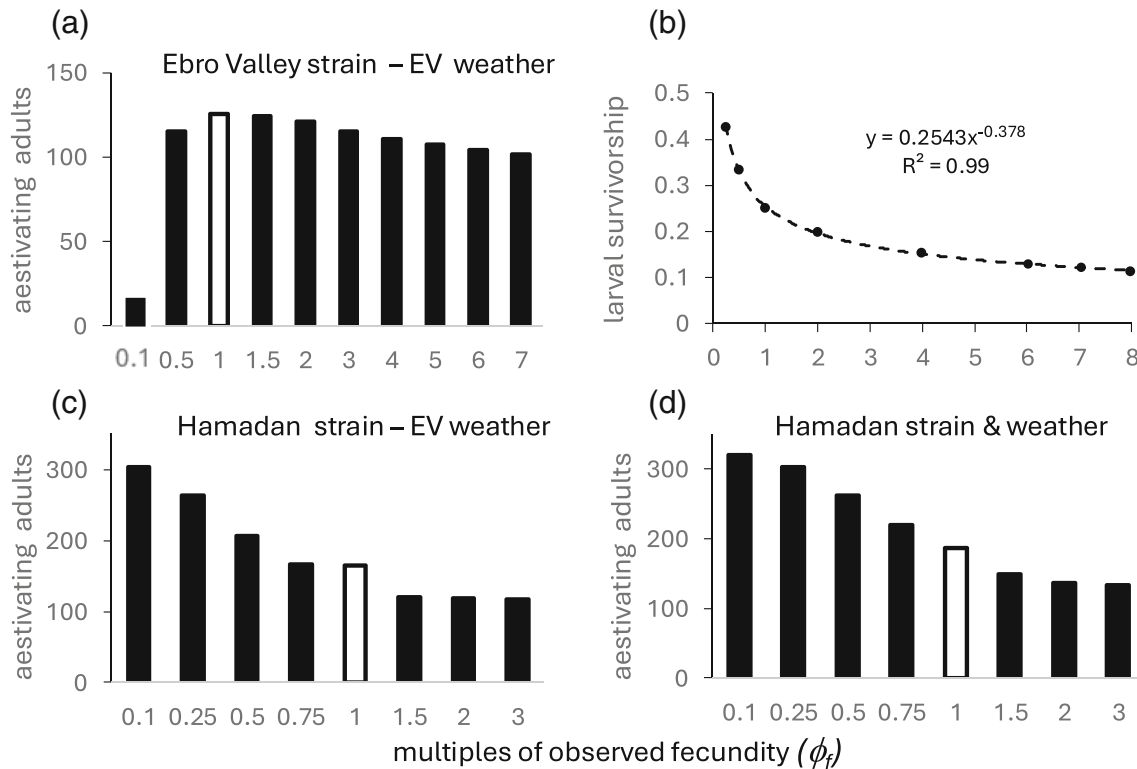 (a)
Ebro Valley strain – EV weather
aestivating adults
150
100
50
0
0.1 0.5 1 1.5 2 3 4 5 6 7
(b)
larval survivorship
0.5
0.4
0.3
0.2
0.1
0
y = 0.2543x^-0.378
R² = 0.99
0 1 2 3 4 5 6 7 8
(c)
Hamadan strain – EV weather
aestivating adults
300
200
100
0
0.1 0.25 0.5 0.75 1 1.5 2 3
(d)
Hamadan strain & weather
aestivating adults
300
200
100
0
0.1 0.25 0.5 0.75 1 1.5 2 3
multiples of observed fecundity (ϕf)